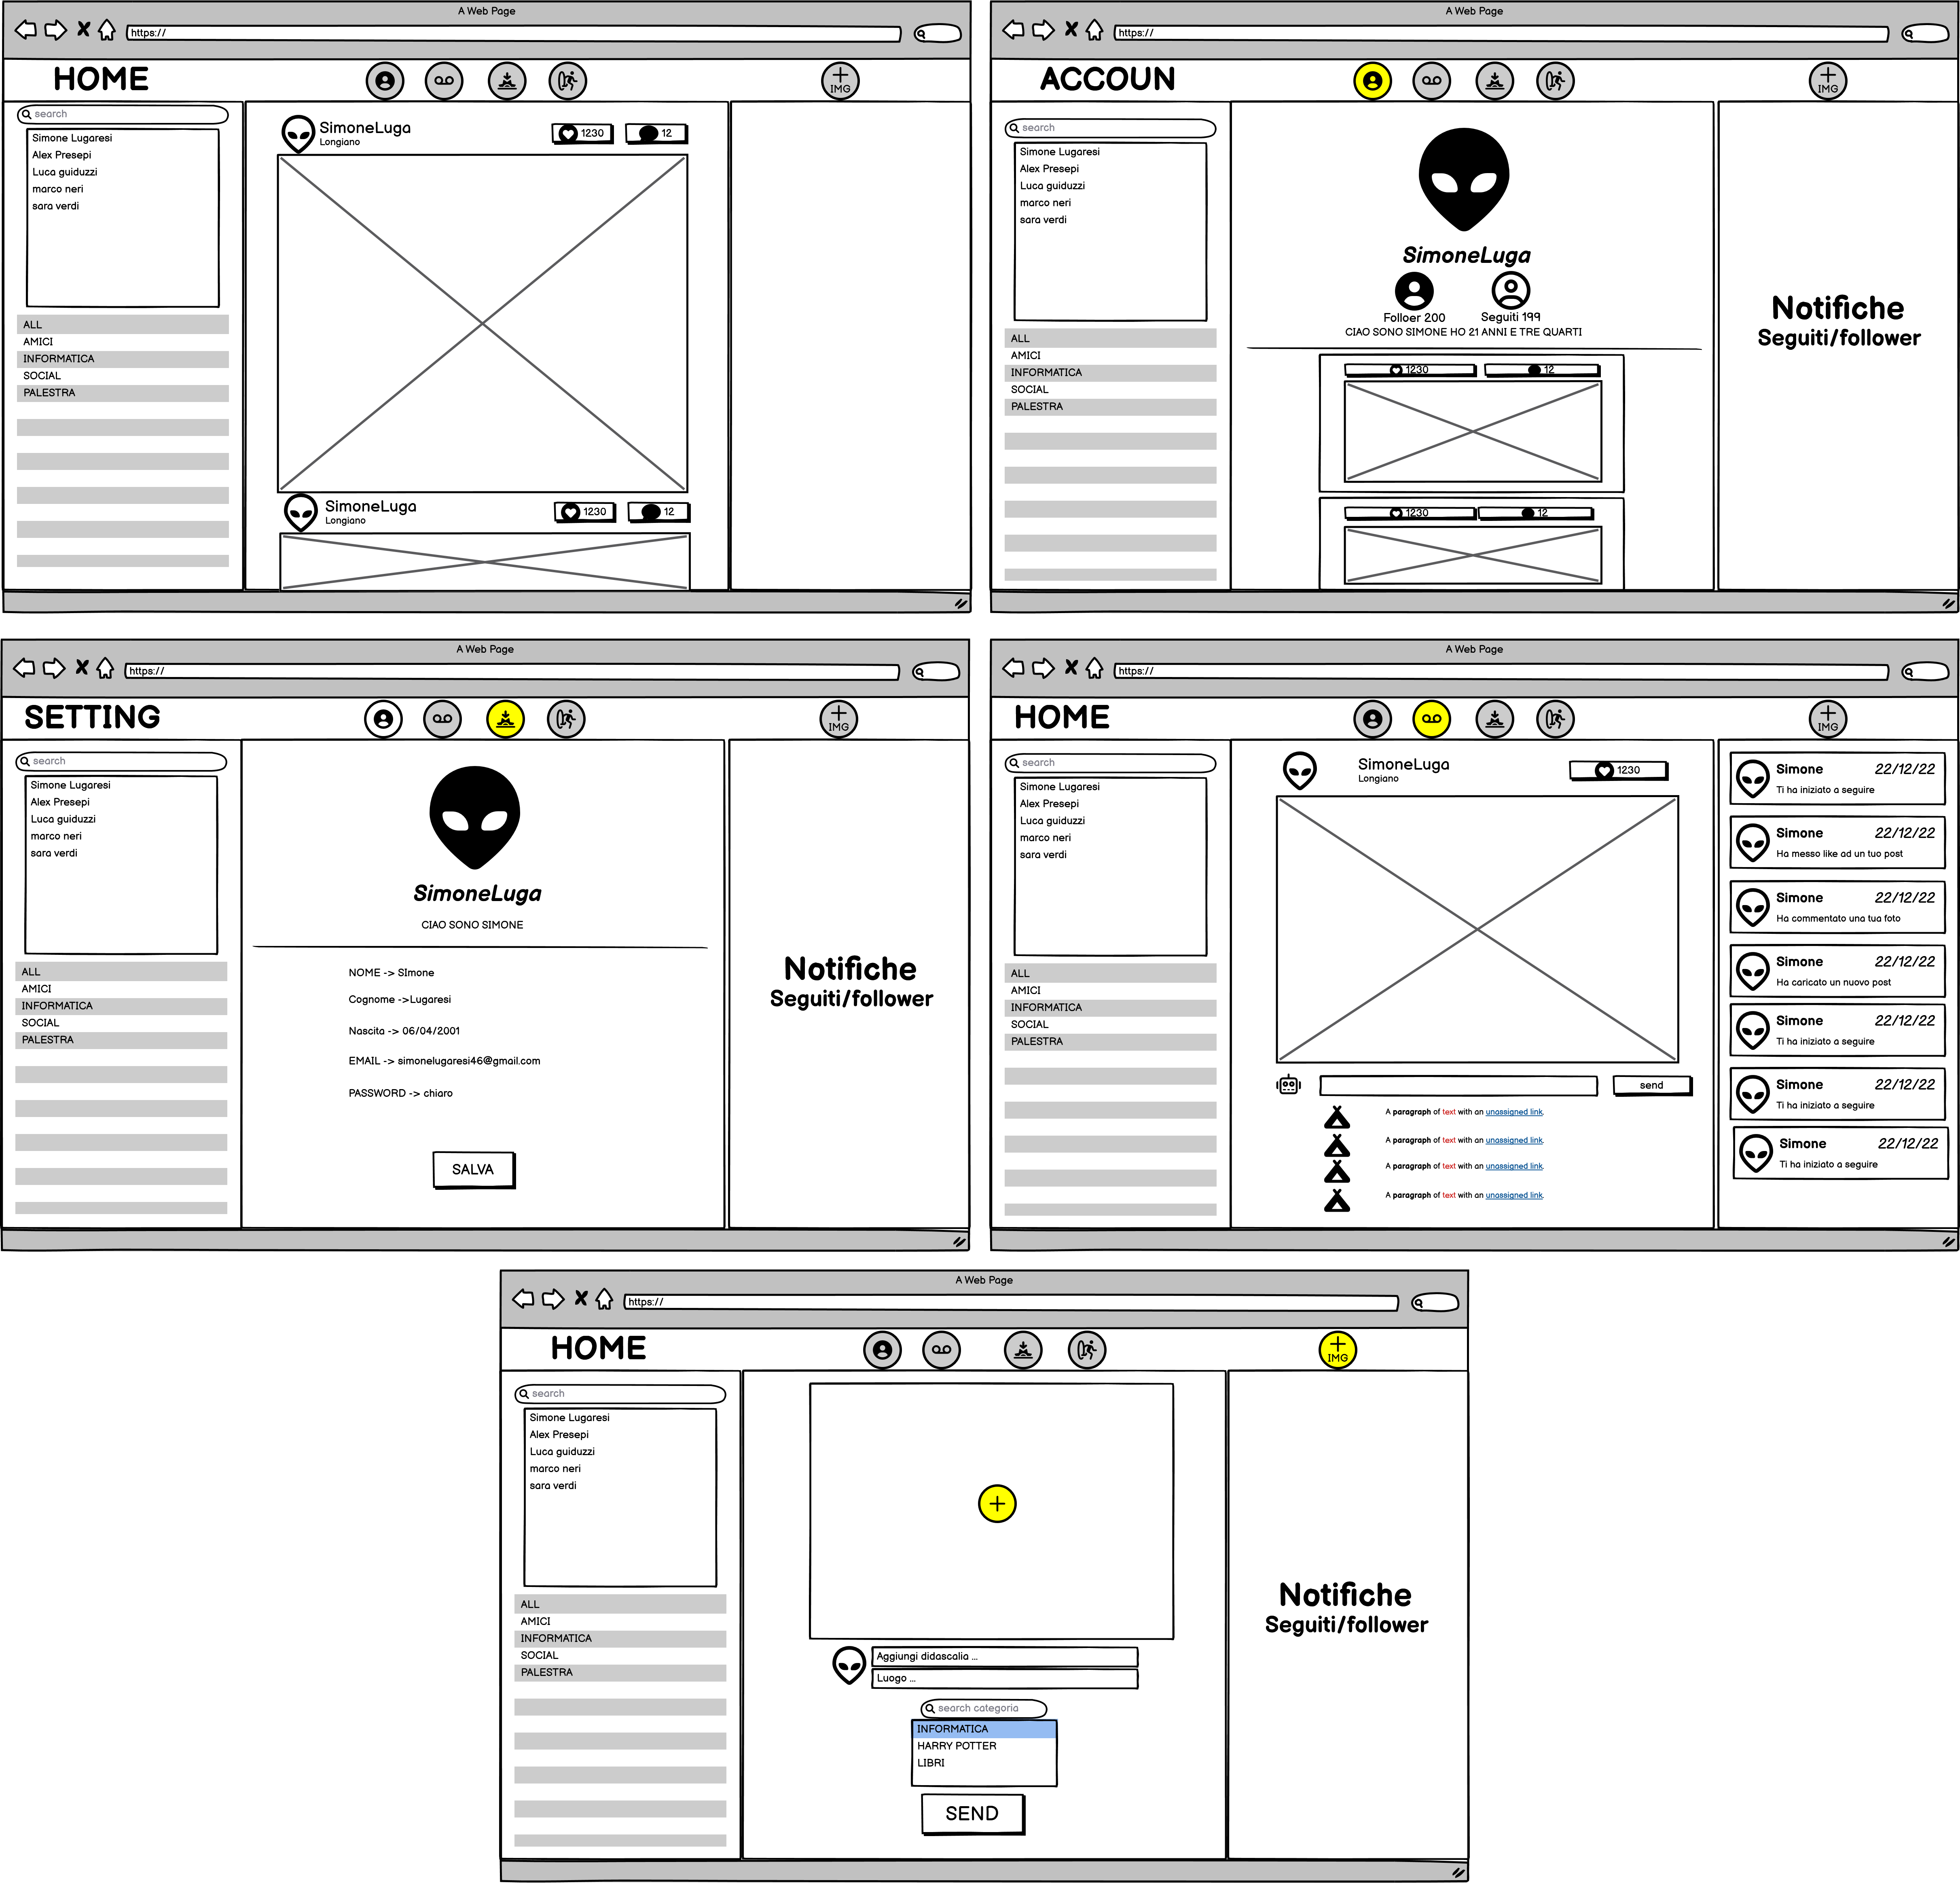 A Web Page
https://
HOME
IMG
search
Simone Lugaresi
Alex Presepi
Luca guiduzzi
marco neri
sara verdi
ALL
AMICI
INFORMATICA
SOCIAL
PALESTRA
SimoneLuga
Longiano
1230
12
SimoneLuga
Longiano
1230
12
A Web Page
https://
ACCOUN
IMG
search
Simone Lugaresi
Alex Presepi
Luca guiduzzi
marco neri
sara verdi
ALL
AMICI
INFORMATICA
SOCIAL
PALESTRA
SimoneLuga
Folloer 200
Seguiti 199
CIAO SONO SIMONE HO 21 ANNI E TRE QUARTI
1230
12
1230
12
Notifiche
Seguiti/follower
A Web Page
https://
SETTING
IMG
search
Simone Lugaresi
Alex Presepi
Luca guiduzzi
marco neri
sara verdi
ALL
AMICI
INFORMATICA
SOCIAL
PALESTRA
SimoneLuga
CIAO SONO SIMONE
NOME -> SImone
Cognome ->Lugaresi
Nascita -> 06/04/2001
EMAIL -> simonelugaresi46@gmail.com
PASSWORD -> chiaro
SALVA
Notifiche
Seguiti/follower
A Web Page
https://
HOME
IMG
search
Simone Lugaresi
Alex Presepi
Luca guiduzzi
marco neri
sara verdi
ALL
AMICI
INFORMATICA
SOCIAL
PALESTRA
SimoneLuga
Longiano
1230
send
A paragraph of text with an unassigned link.
A paragraph of text with an unassigned link.
A paragraph of text with an unassigned link.
A paragraph of text with an unassigned link.
Simone 22/12/22
Ti ha iniziato a seguire
Simone 22/12/22
Ha messo like ad un tuo post
Simone 22/12/22
Ha commentato una tua foto
Simone 22/12/22
Ha caricato un nuovo post
Simone 22/12/22
Ti ha iniziato a seguire
Simone 22/12/22
Ti ha iniziato a seguire
Simone 22/12/22
Ti ha iniziato a seguire
A Web Page
https://
HOME
IMG
search
Simone Lugaresi
Alex Presepi
Luca guiduzzi
marco neri
sara verdi
ALL
AMICI
INFORMATICA
SOCIAL
PALESTRA
Aggiungi didascalia ...
Luogo ...
search categoria
INFORMATICA
HARRY POTTER
LIBRI
SEND
Notifiche
Seguiti/follower